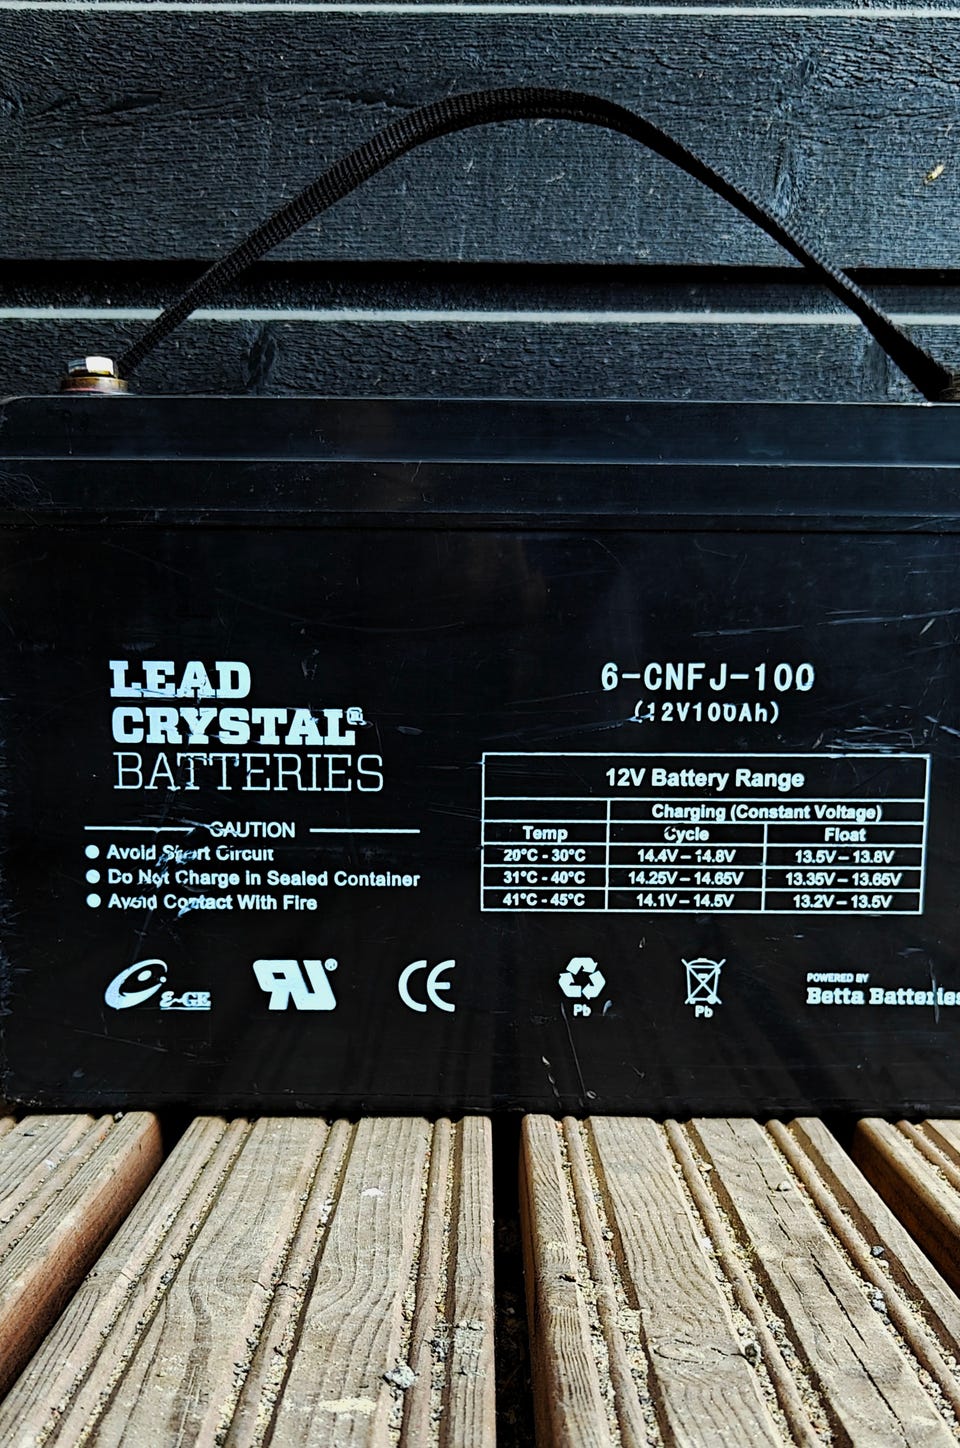 LEAD
CRYSTAL®
BATTERIES
CAUTION
● Avoid Short Circuit
● Do Not Charge in Sealed Container
● Avoid Contact With Fire
6-CNFJ-100
(12V100Ah)
12V Battery Range
Charging (Constant Voltage)
Temp Cycle Float
20°C - 30°C 14.4V – 14.8V 13.5V – 13.8V
31°C - 40°C 14.25V – 14.65V 13.35V – 13.65V
41°C - 45°C 14.1V – 14.5V 13.2V – 13.5V
CE
Pb
Pb
POWERED BY
Betta Batteries